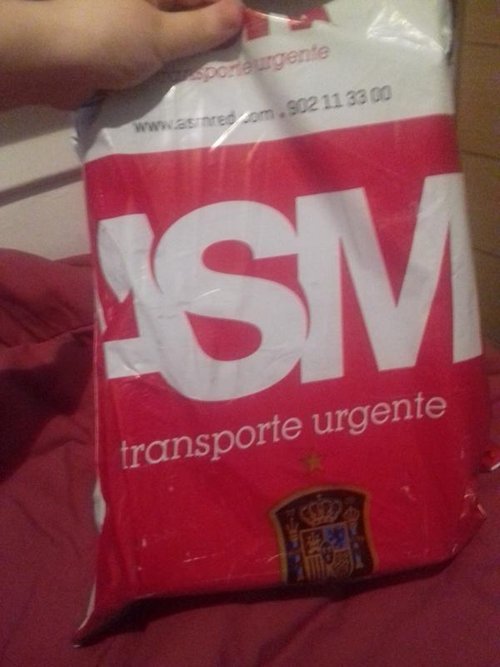 transporte urgente
www.asmred.com . 902 11 33 00
ASM
transporte urgente